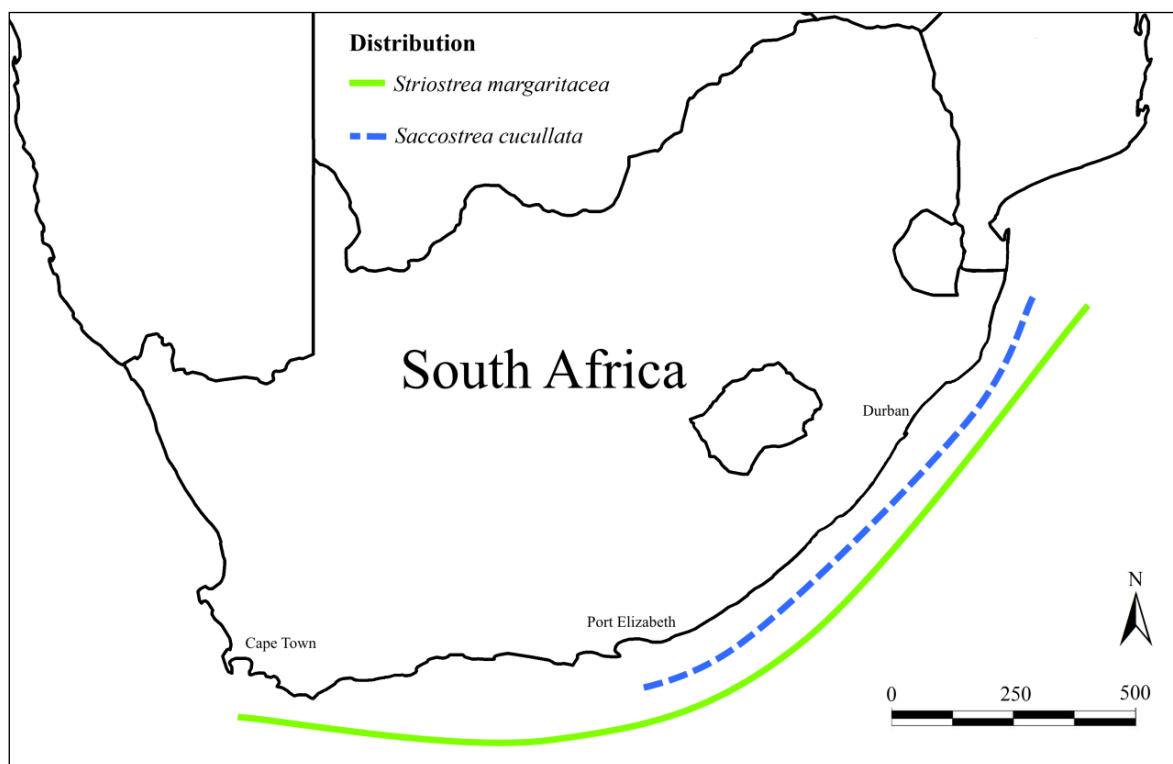 Distribution
Striostrea margaritacea
Saccostrea cucullata
South Africa
Durban
Port Elizabeth
Cape Town
N
0 250 500